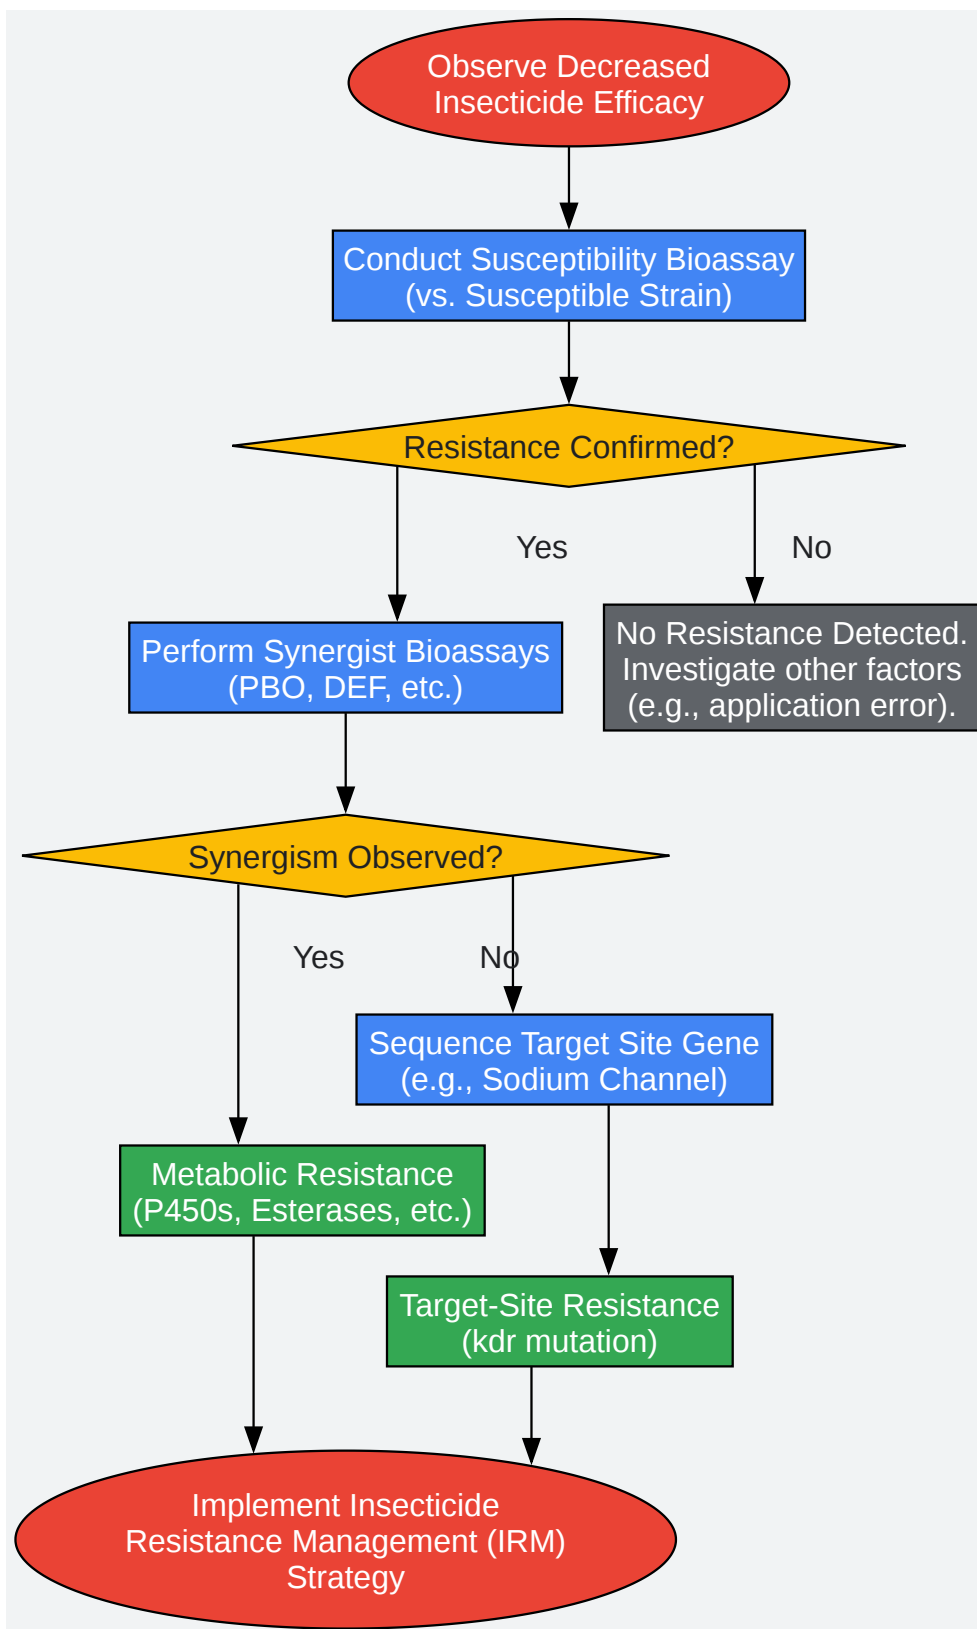 Observe Decreased
Insecticide Efficacy
Conduct Susceptibility Bioassay
(vs. Susceptible Strain)
Resistance Confirmed?
Yes
No
Perform Synergist Bioassays
(PBO, DEF, etc.)
No Resistance Detected.
Investigate other factors
(e.g., application error).
Synergism Observed?
Yes
No
Sequence Target Site Gene
(e.g., Sodium Channel)
Metabolic Resistance
(P450s, Esterases, etc.)
Target-Site Resistance
(kdr mutation)
Implement Insecticide
Resistance Management (IRM)
Strategy